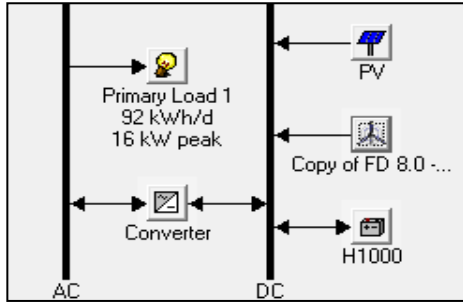 Primary Load 1
92 kWh/d
16 kW peak
Converter
AC
PV
Copy of FD 8.0 -...
H1000
DC